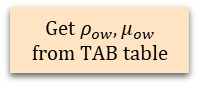 Get ρₒw, μₒw
from TAB table